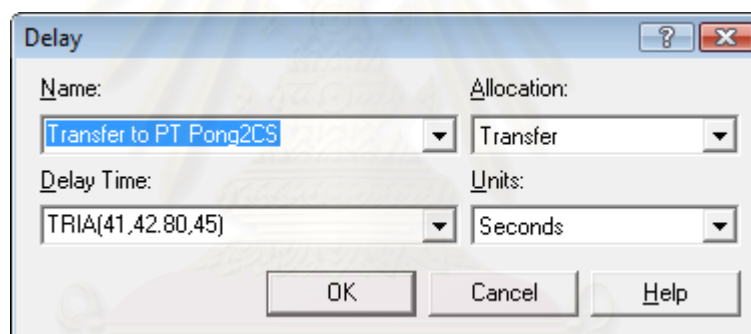 Delay
Name: Allocation:
Transfer to PT Pong2CS Transfer
Delay Time: Units:
TRIA(41,42.80,45) Seconds
OK Cancel Help